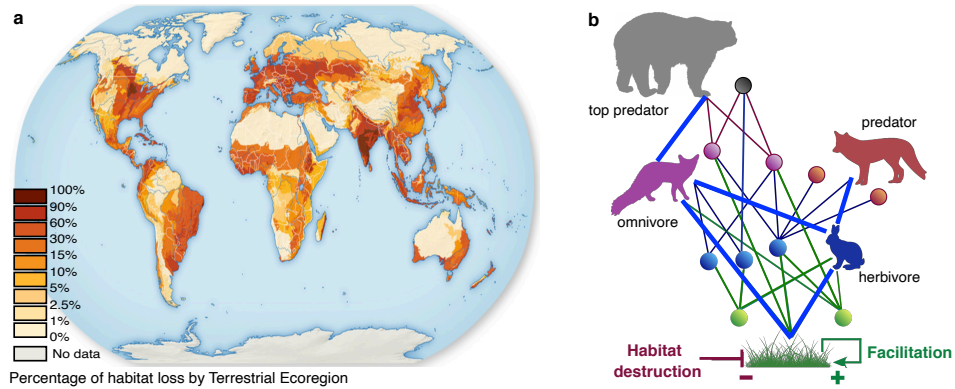 a
100%
90%
60%
30%
15%
10%
5%
2.5%
1%
0%
No data
Percentage of habitat loss by Terrestrial Ecoregion
b
top predator
predator
omnivore
herbivore
Habitat
destruction
Facilitation
–
+